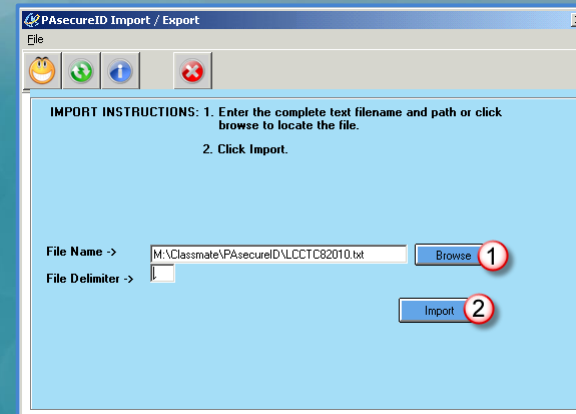 PAsecureID Import / Export
File
IMPORT INSTRUCTIONS: 1. Enter the complete text filename and path or click
browse to locate the file.
2. Click Import.
File Name -> M:\Classmate\PAsecureID\LCCTC82010.txt Browse 1
File Delimiter ->
Import 2